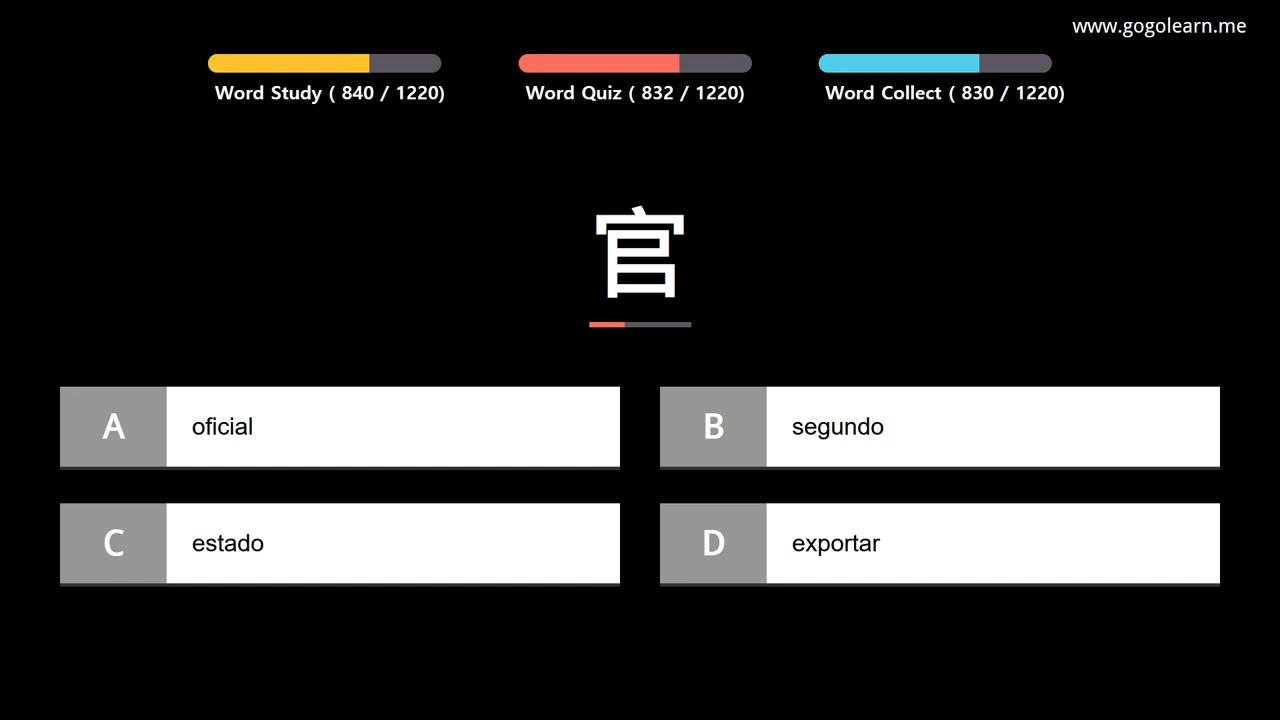 www.gogolearn.me
Word Study ( 840 / 1220)
Word Quiz ( 832 / 1220)
Word Collect ( 830 / 1220)
官
A oficial
B segundo
C estado
D exportar